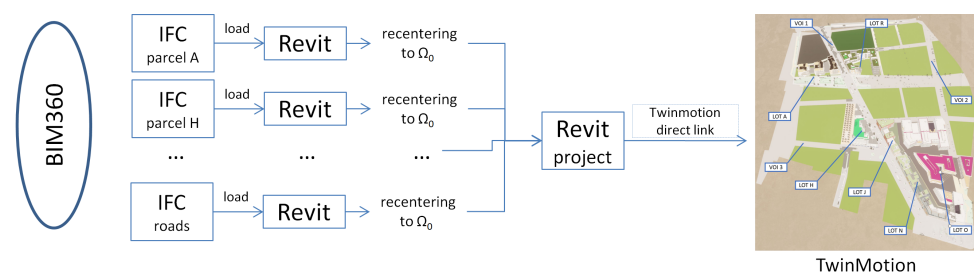 BIM360
IFC
parcel A
load
Revit
recentering
to Ω0
IFC
parcel H
load
Revit
recentering
to Ω0
...
...
...
IFC
roads
load
Revit
recentering
to Ω0
Revit
project
Twinmotion
direct link
VOI 1
LOT R
VOI 2
LOT A
VOI 3
LOT H
LOT J
LOT N
LOT O
TwinMotion